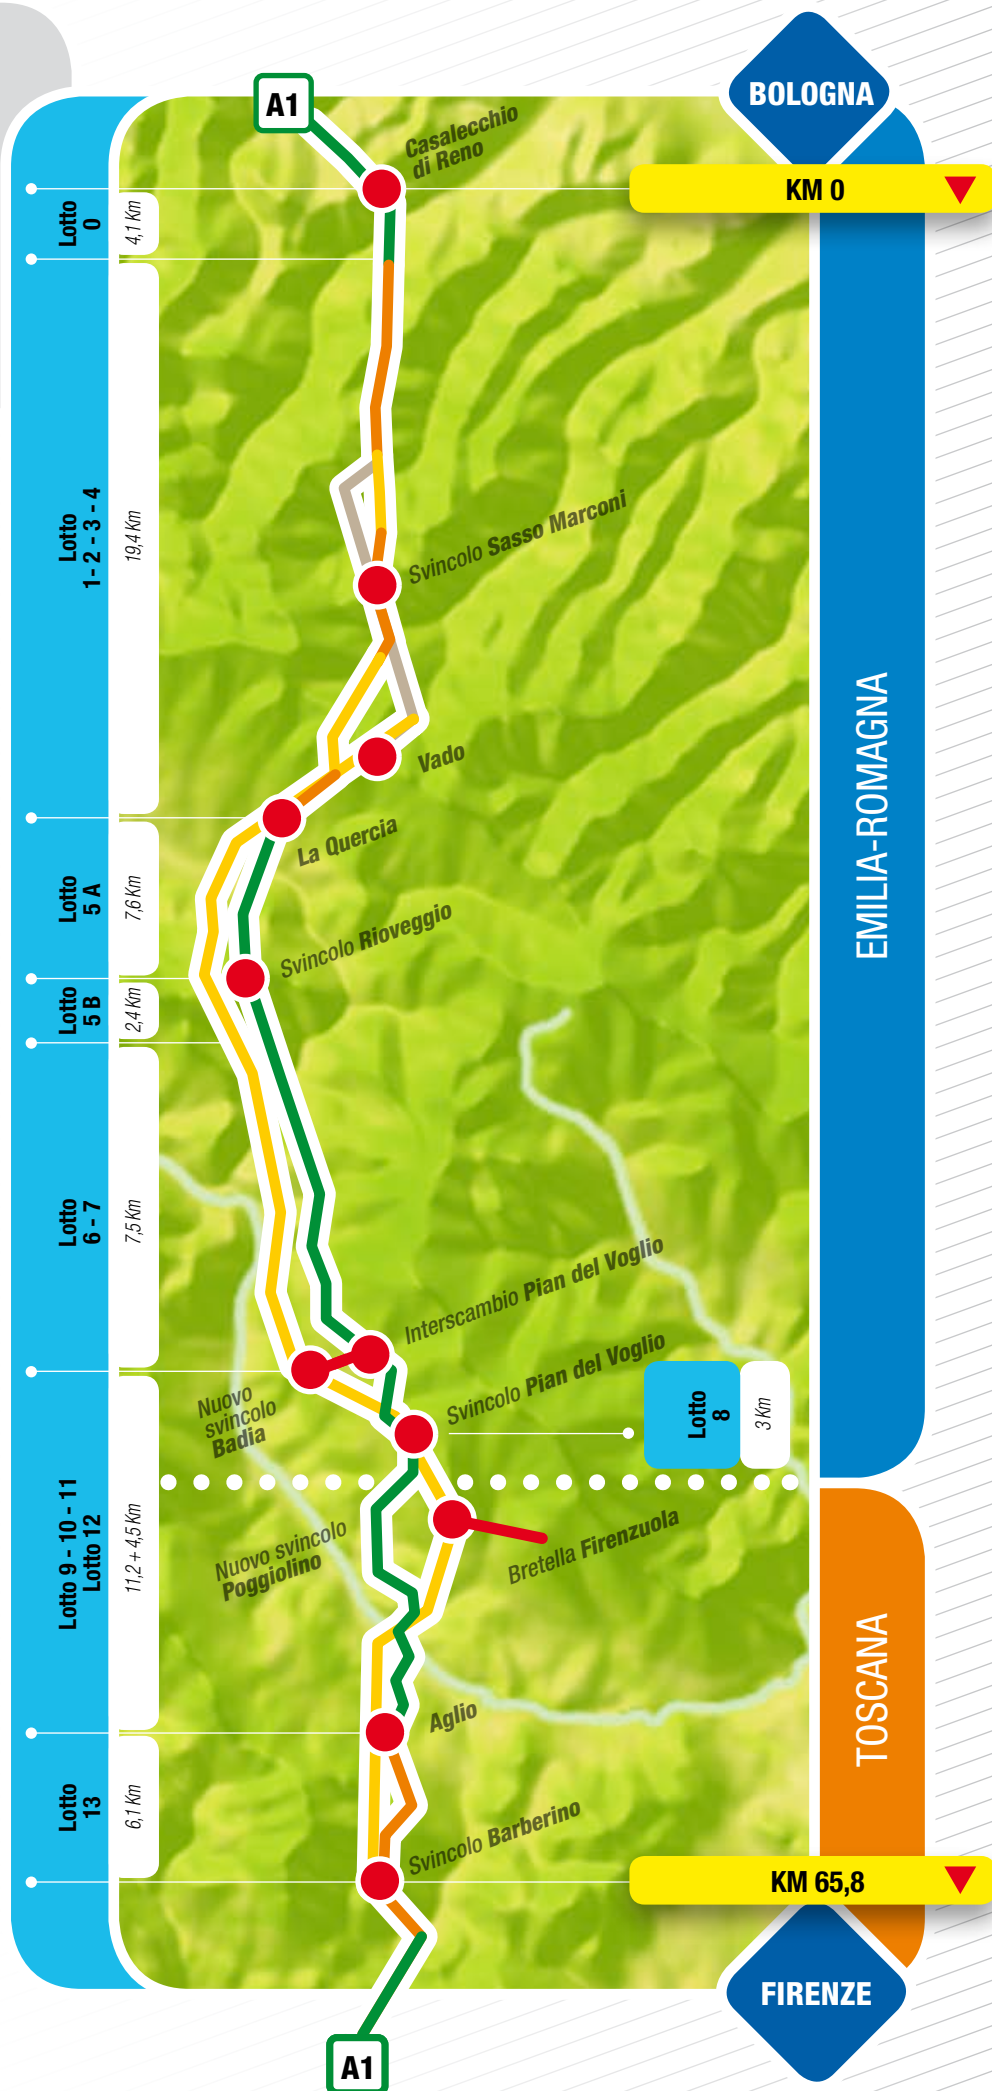 A1
BOLOGNA
Casalecchio
di Reno
KM 0
Lotto
0
4,1 Km
Lotto
1- 2 - 3 - 4
19,4 Km
Svincolo Sasso Marconi
EMILIA-ROMAGNA
Vado
La Quercia
Lotto
5 A
7,6 Km
Svincolo Rioveggio
Lotto
5 B
2,4 Km
Lotto
6 - 7
7,5 Km
Interscambio Pian del Voglio
Svincolo Pian del Voglio
Nuovo
svincolo
Badia
Lotto
8
3 Km
Lotto 9 - 10 - 11
Lotto 12
11,2 + 4,5 Km
Nuovo svincolo
Poggiolino
Bretella Firenzuola
TOSCANA
Aglio
Lotto
13
6,1 Km
Svincolo Barberino
KM 65,8
FIRENZE
A1